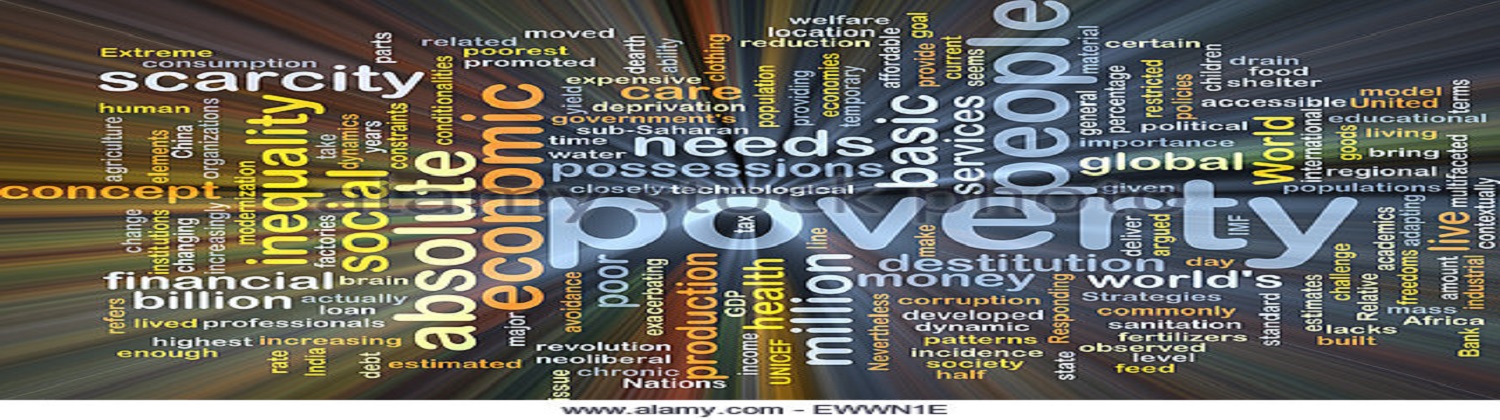 Extreme
consumption
scarcity
human
agriculture
elements
China
organizations
concept
change
institutions
changing
increasingly
modernization
inequality
factories
take
dynamics
years
parts
constraints
social
financial
brain
billion
actually
loan
refers
lived professionals
highest increasing
enough
rate
India
debt
estimated
related
moved
poorest
promoted
conditionalities
absolute
economic
major
expensive
dearth
ability
clothing
yields
care
deprivation
government's
sub-Saharan
time
water
needs
possessions
closely technological
population
providing
economies
temporary
welfare
location
reduction
affordable
provide
goal
current
seems
basic
services
people
material
general
percentage
certain
restricted
policies
children
drain
food
shelter
accessible
political
importance
global
given
World
international
model
United
educational
terms
goods
living
bring
regional
populations
multifaceted
contextually
alamy stock photo
poverty
tax
IMF
line
make
deliver
argued
destitution
day
money
world's
avoidance
poor
exacerbating
production
GDP
health
income
UNICEF
million
Nevertheless
corruption
developed
dynamic
patterns
incidence
society
half
Responding
state
Strategies
commonly
sanitation
fertilizers
observed
level
feed
standard
estimates
challenge
Relative
academics
freedoms
adapting
live
amount
industrial
mass
Africa
lacks
built
Bank
revolution
neoliberal
chronic
issue
Nations
www.alamy.com - EWWN1E